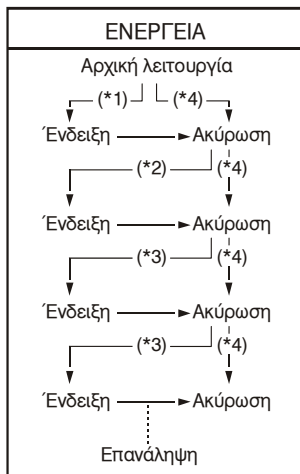 ΕΝΕΡΓΕΙΑ
Αρχική λειτουργία
(*1) (*4)
Ένδειξη Ακύρωση
(*2) (*4)
Ένδειξη Ακύρωση
(*3) (*4)
Ένδειξη Ακύρωση
(*3) (*4)
Ένδειξη Ακύρωση
Επανάληψη